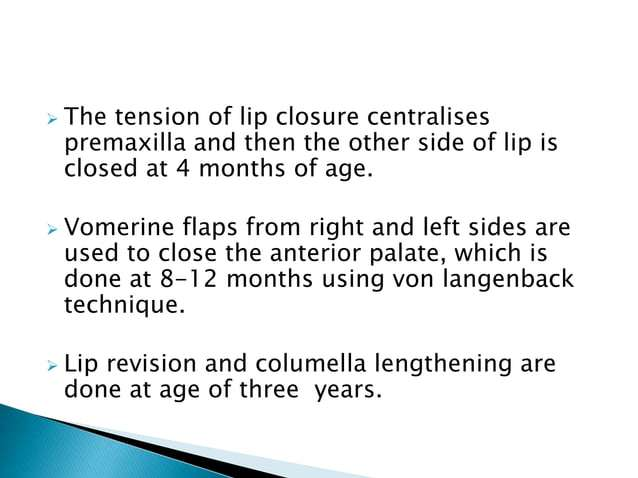 The tension of lip closure centralises
premaxilla and then the other side of lip is
closed at 4 months of age.
Vomerine flaps from right and left sides are
used to close the anterior palate, which is
done at 8-12 months using von langenback
technique.
Lip revision and columella lengthening are
done at age of three  years.